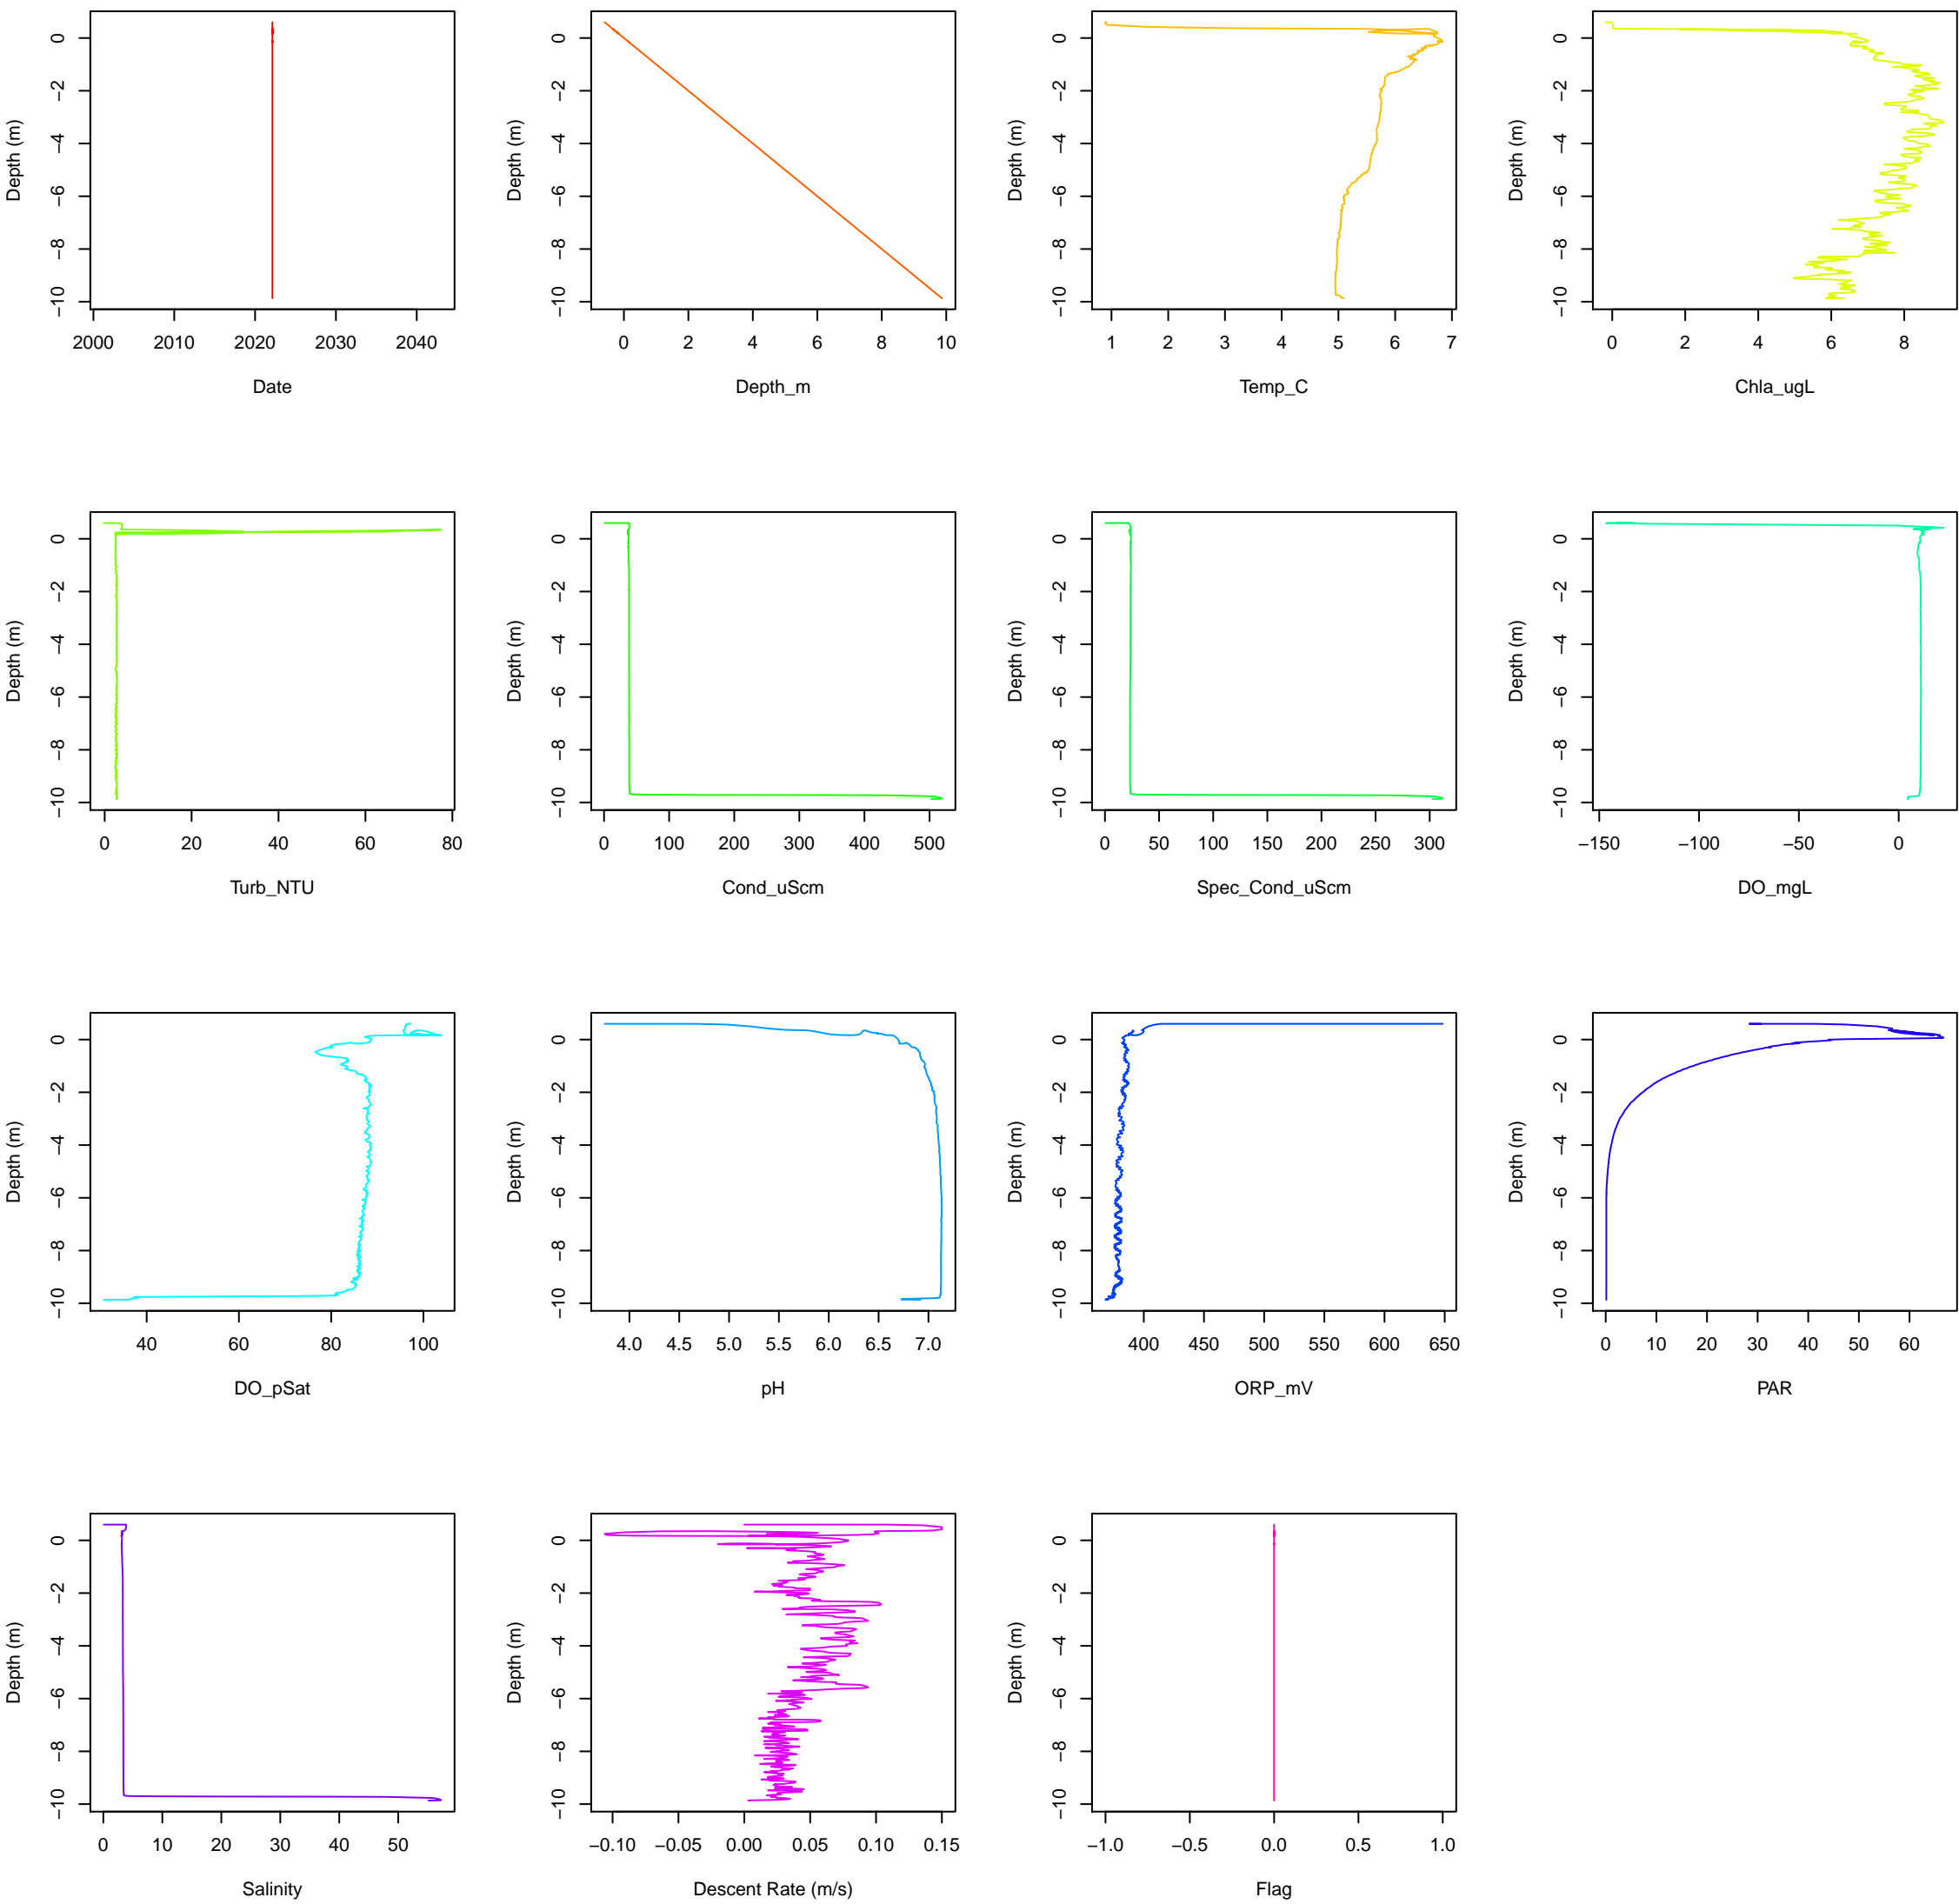 0
−2
−4
−6
−8
−10
Depth (m)
2000 2010 2020 2030 2040
Date
0
−2
−4
−6
−8
−10
Depth (m)
0 2 4 6 8 10
Depth_m
0
−2
−4
−6
−8
−10
Depth (m)
1 2 3 4 5 6 7
Temp_C
0
−2
−4
−6
−8
−10
Depth (m)
0 2 4 6 8
Chla_ugL
0
−2
−4
−6
−8
−10
Depth (m)
0 20 40 60 80
Turb_NTU
0
−2
−4
−6
−8
−10
Depth (m)
0 100 200 300 400 500
Cond_uScm
0
−2
−4
−6
−8
−10
Depth (m)
0 50 100 150 200 250 300
Spec_Cond_uScm
0
−2
−4
−6
−8
−10
Depth (m)
−150 −100 −50 0
DO_mgL
0
−2
−4
−6
−8
−10
Depth (m)
40 60 80 100
DO_pSat
0
−2
−4
−6
−8
−10
Depth (m)
4.0 4.5 5.0 5.5 6.0 6.5 7.0
pH
0
−2
−4
−6
−8
−10
Depth (m)
400 450 500 550 600 650
ORP_mV
0
−2
−4
−6
−8
−10
Depth (m)
0 10 20 30 40 50 60
PAR
0
−2
−4
−6
−8
−10
Depth (m)
0 10 20 30 40 50
Salinity
0
−2
−4
−6
−8
−10
Depth (m)
−0.10 −0.05 0.00 0.05 0.10 0.15
Descent Rate (m/s)
0
−2
−4
−6
−8
−10
Depth (m)
−1.0 −0.5 0.0 0.5 1.0
Flag